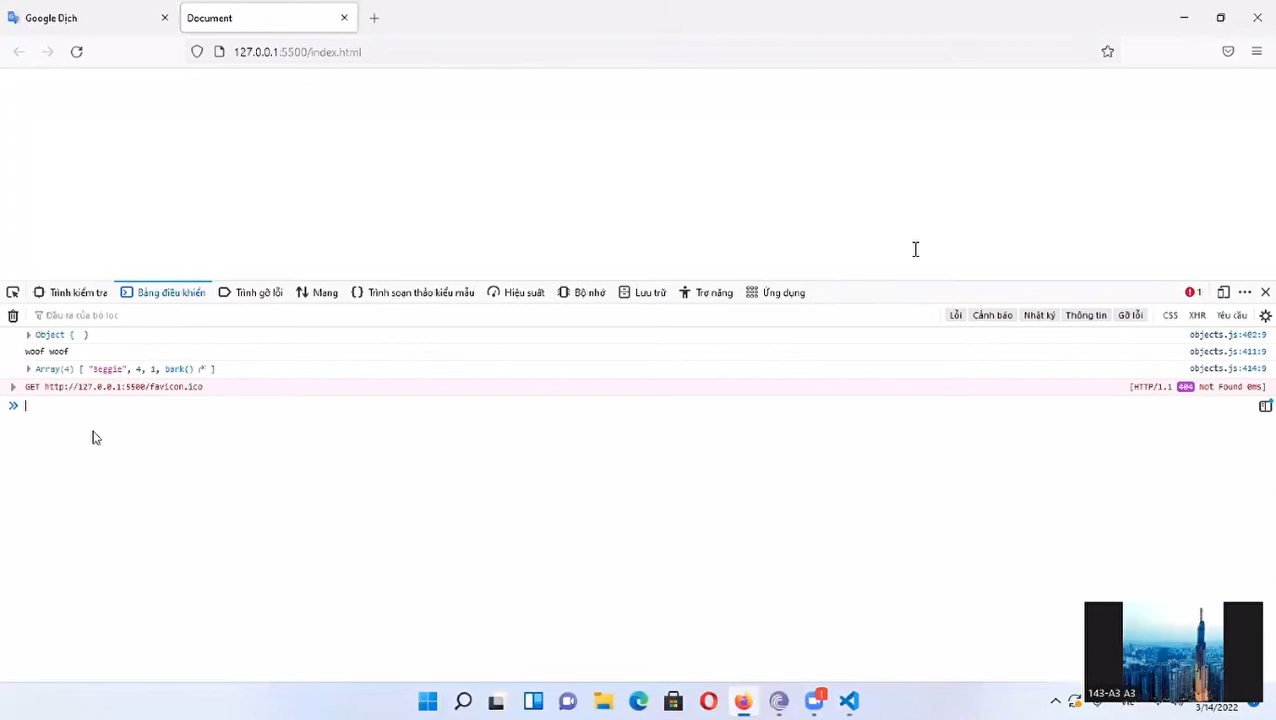 Google Dịch
Document
127.0.0.1:5500/index.html
Trình kiểm tra
Bảng điều khiển
Trình gỡ lỗi
Mạng
Trình soạn thảo kiểu mẫu
Hiệu suất
Bộ nhớ
Lưu trữ
Trợ năng
Ứng dụng
1
Đầu ra của bộ lọc
Lỗi
Cảnh báo
Nhật ký
Thông tin
Gỡ lỗi
CSS
XHR
Yêu cầu
Object { }
objects.js:402:9
woof woof
objects.js:411:9
Array(4) [ "Beggie", 4, 1, bark() ]
objects.js:414:9
GET http://127.0.0.1:5500/favicon.ico
[HTTP/1.1 404 Not Found 0ms]
143-A3 A3
1
3/14/2022